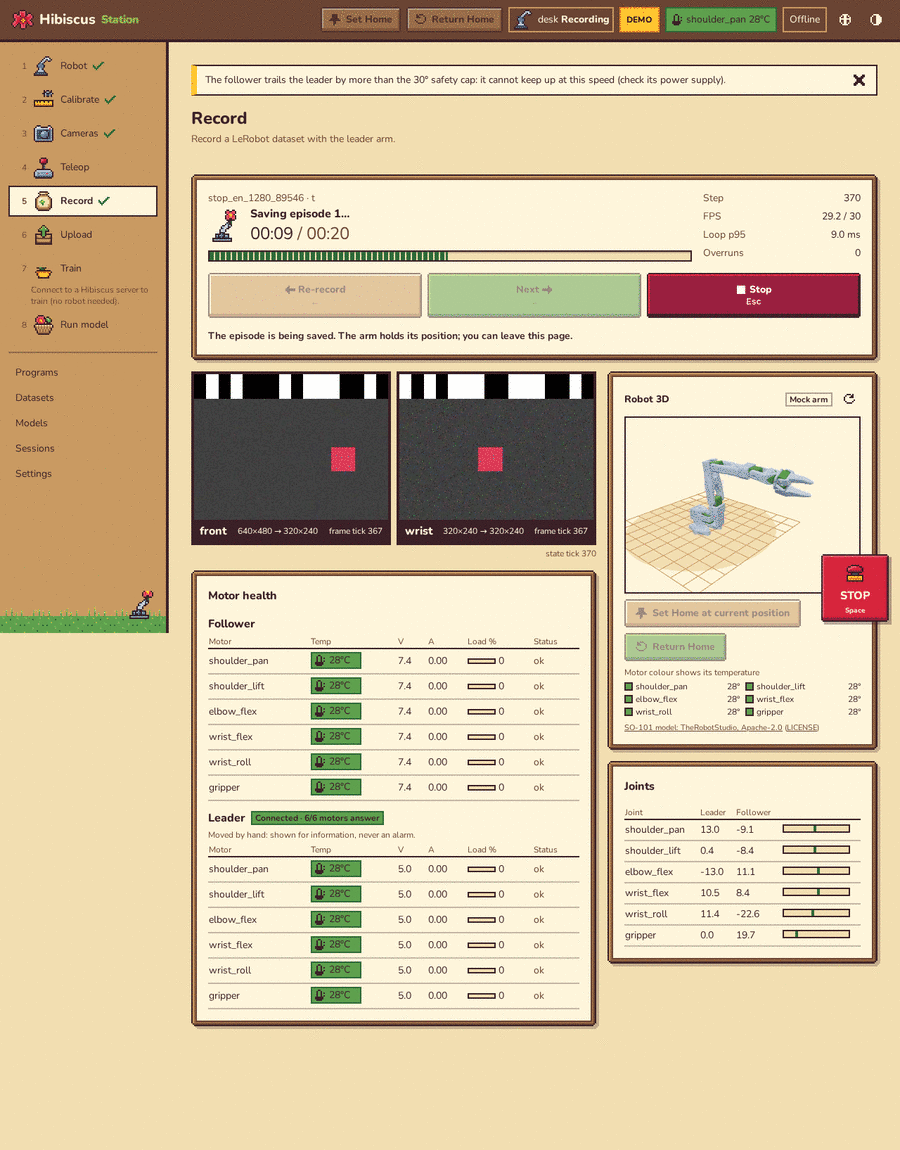 Hibiscus Station
Set Home
Return Home
desk Recording
DEMO
shoulder_pan 28°C
Offline
1 Robot
2 Calibrate
3 Cameras
4 Teleop
5 Record
6 Upload
7 Train
Connect to a Hibiscus server to
train (no robot needed).
8 Run model
Programs
Datasets
Models
Sessions
Settings
The follower trails the leader by more than the 30° safety cap: it cannot keep up at this speed (check its power supply).
Record
Record a LeRobot dataset with the leader arm.
stop_en_1280_89546 · t
Saving episode 1...
00:09 / 00:20
Step 370
FPS 29.2 / 30
Loop p95 9.0 ms
Overruns 0
Re-record
Next
Stop
Esc
The episode is being saved. The arm holds its position; you can leave this page.
front 640×480 → 320×240 frame tick 367
wrist 320×240 → 320×240 frame tick 367
state tick 370
Motor health
Follower
Motor Temp V A Load % Status
shoulder_pan 28°C 7.4 0.00 0 ok
shoulder_lift 28°C 7.4 0.00 0 ok
elbow_flex 28°C 7.4 0.00 0 ok
wrist_flex 28°C 7.4 0.00 0 ok
wrist_roll 28°C 7.4 0.00 0 ok
gripper 28°C 7.4 0.00 0 ok
Leader Connected · 6/6 motors answer
Moved by hand: shown for information, never an alarm.
Motor Temp V A Load % Status
shoulder_pan 28°C 5.0 0.00 0 ok
shoulder_lift 28°C 5.0 0.00 0 ok
elbow_flex 28°C 5.0 0.00 0 ok
wrist_flex 28°C 5.0 0.00 0 ok
wrist_roll 28°C 5.0 0.00 0 ok
gripper 28°C 5.0 0.00 0 ok
Robot 3D
Mock arm
STOP
Space
Set Home at current position
Return Home
Motor colour shows its temperature
shoulder_pan 28° shoulder_lift 28°
elbow_flex 28° wrist_flex 28°
wrist_roll 28° gripper 28°
SO-101 model: TheRobotStudio, Apache-2.0 (LICENSE)
Joints
Joint Leader Follower
shoulder_pan 13.0 -9.1
shoulder_lift 0.4 -8.4
elbow_flex -13.0 11.1
wrist_flex 10.5 8.4
wrist_roll 11.4 -22.6
gripper 0.0 19.7